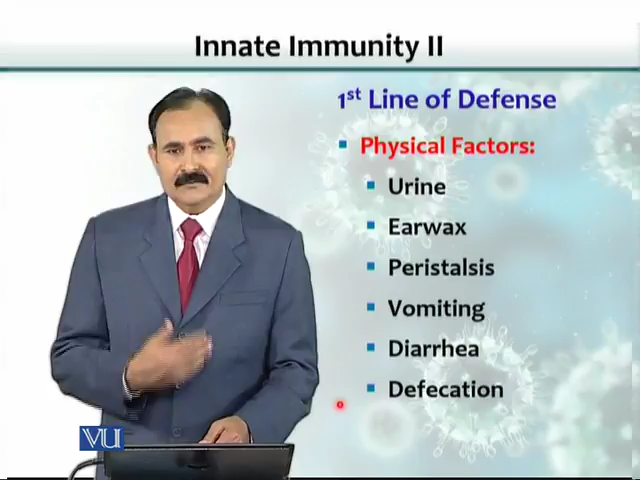 Innate Immunity II
1st Line of Defense
Physical Factors:
Urine
Earwax
Peristalsis
Vomiting
Diarrhea
Defecation
VU